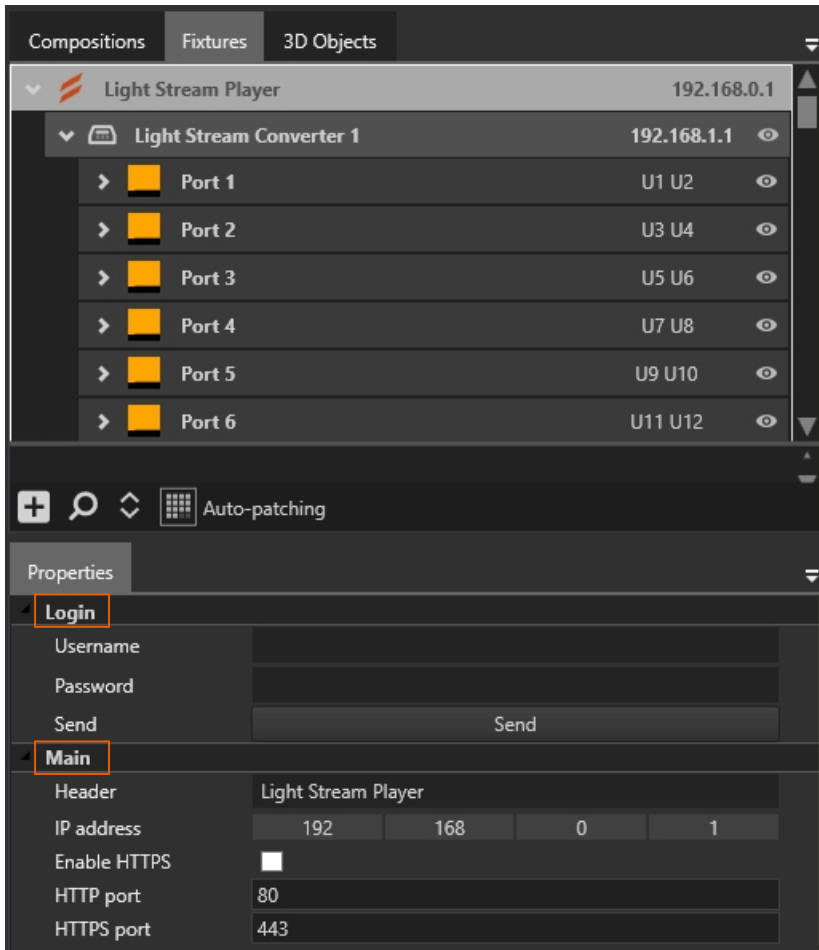 Compositions Fixtures 3D Objects
Light Stream Player 192.168.0.1
Light Stream Converter 1 192.168.1.1
Port 1 U1 U2
Port 2 U3 U4
Port 3 U5 U6
Port 4 U7 U8
Port 5 U9 U10
Port 6 U11 U12
Auto-patching
Properties
Login
Username
Password
Send Send
Main
Header Light Stream Player
IP address 192 168 0 1
Enable HTTPS
HTTP port 80
HTTPS port 443